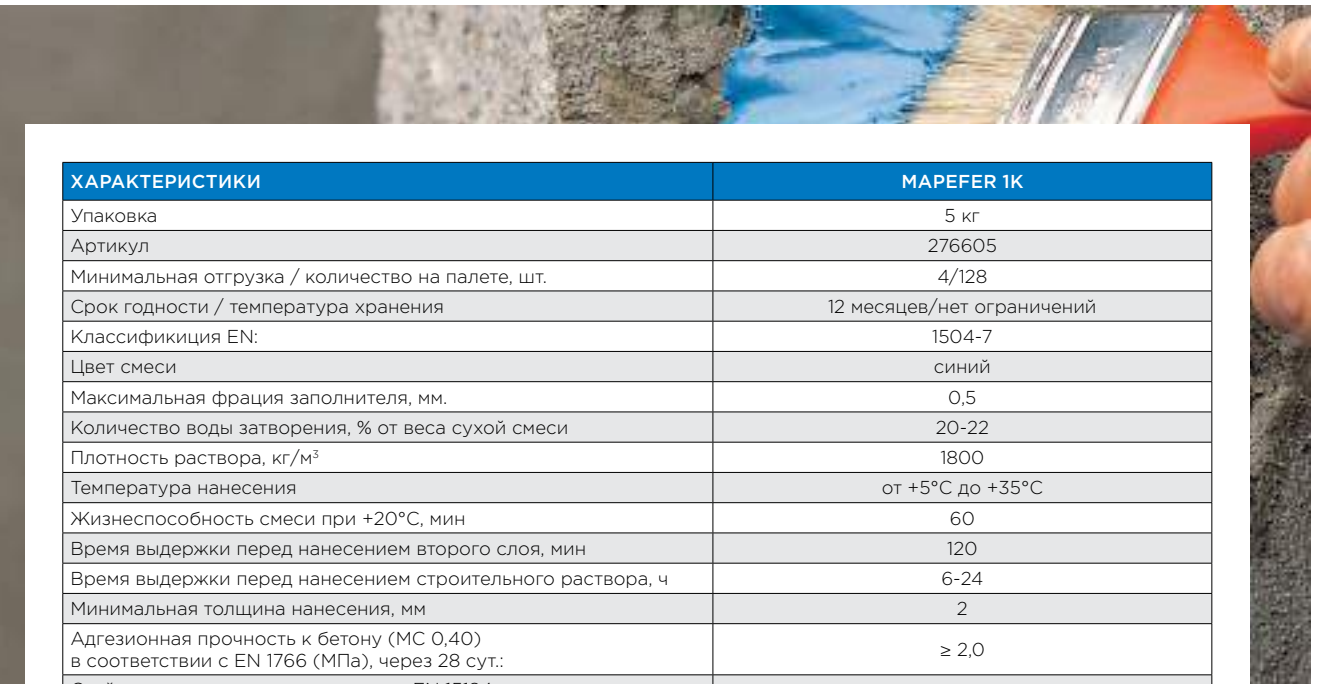 ХАРАКТЕРИСТИКИ MAPEFER 1K
Упаковка 5 кг
Артикул 276605
Минимальная отгрузка / количество на палете, шт. 4/128
Срок годности / температура хранения 12 месяцев/нет ограничений
Классификиция EN: 1504-7
Цвет смеси синий
Максимальная фрация заполнителя, мм. 0,5
Количество воды затворения, % от веса сухой смеси 20-22
Плотность раствора, кг/м³ 1800
Температура нанесения от +5°C до +35°C
Жизнеспособность смеси при +20°C, мин 60
Время выдержки перед нанесением второго слоя, мин 120
Время выдержки перед нанесением строительного раствора, ч 6-24
Минимальная толщина нанесения, мм 2
Адгезионная прочность к бетону (МС 0,40)
в соответствии с EN 1766 (МПа), через 28 сут.: ≥ 2,0